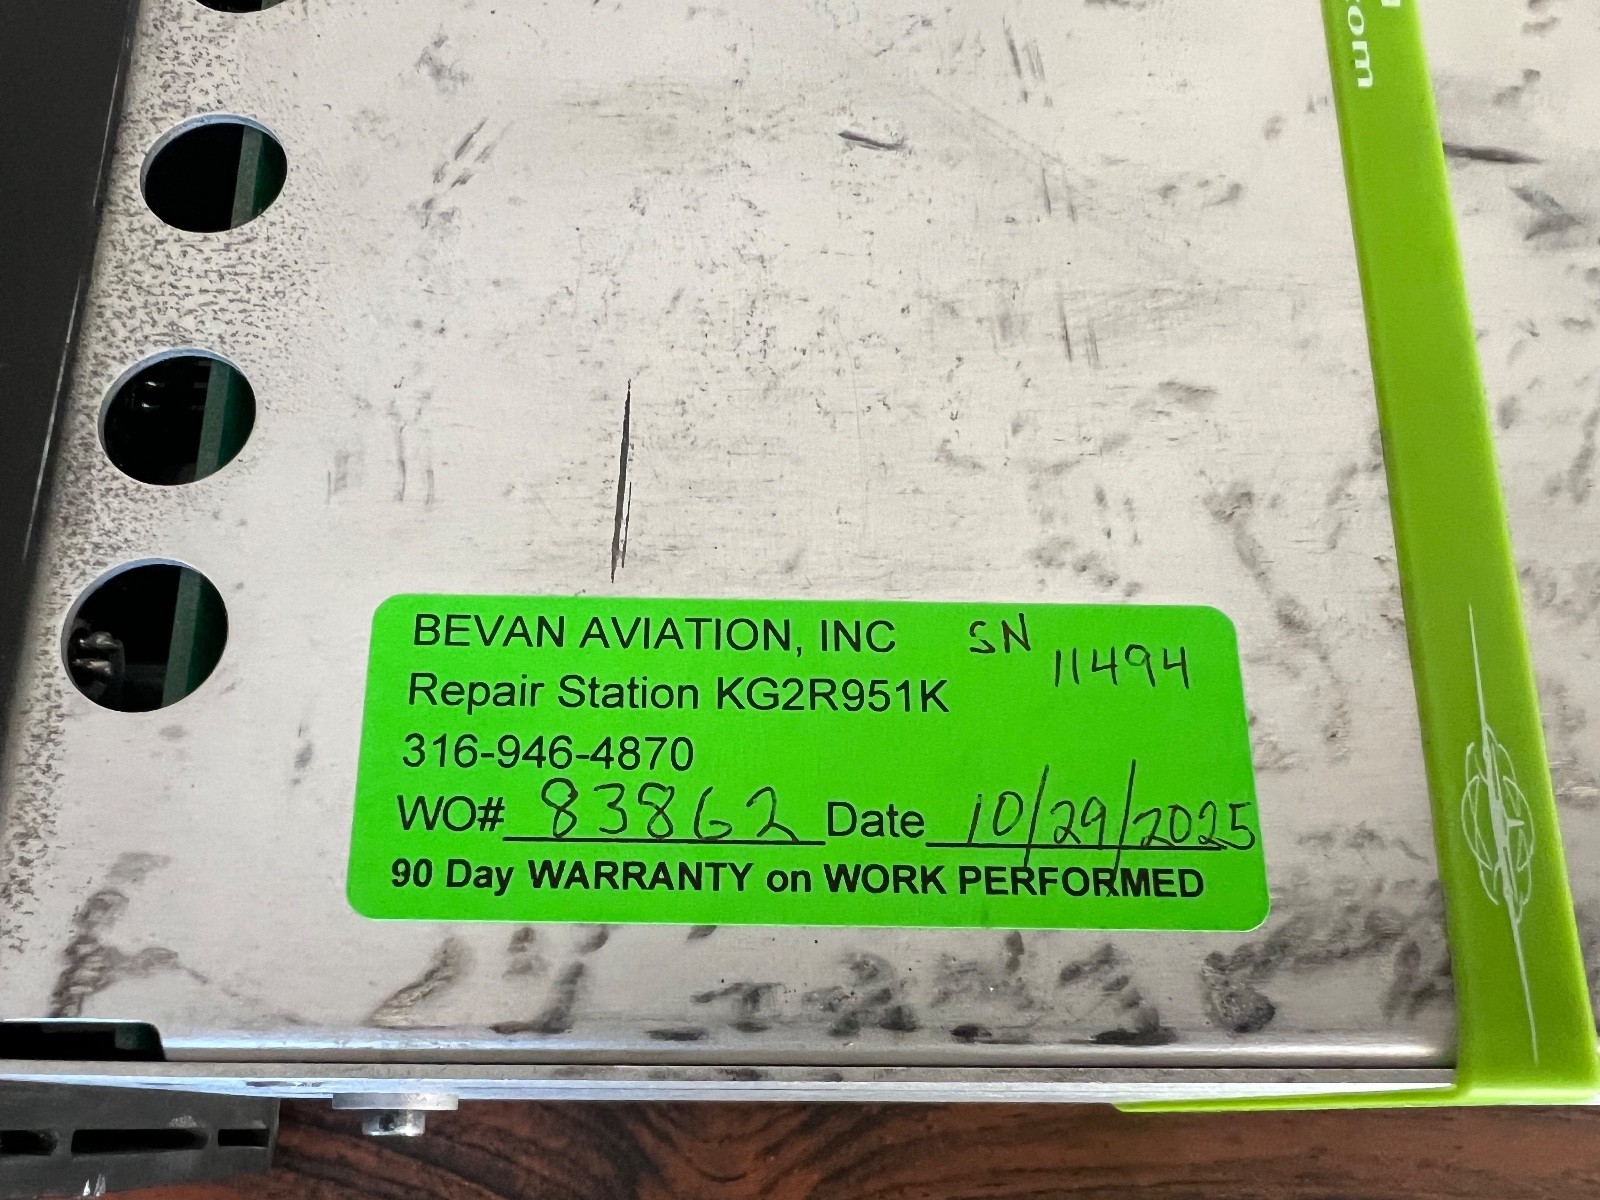 com
BEVAN AVIATION, INC SN 11494
Repair Station KG2R951K
316-946-4870
WO# 83862 Date 10/29/2025
90 Day WARRANTY on WORK PERFORMED